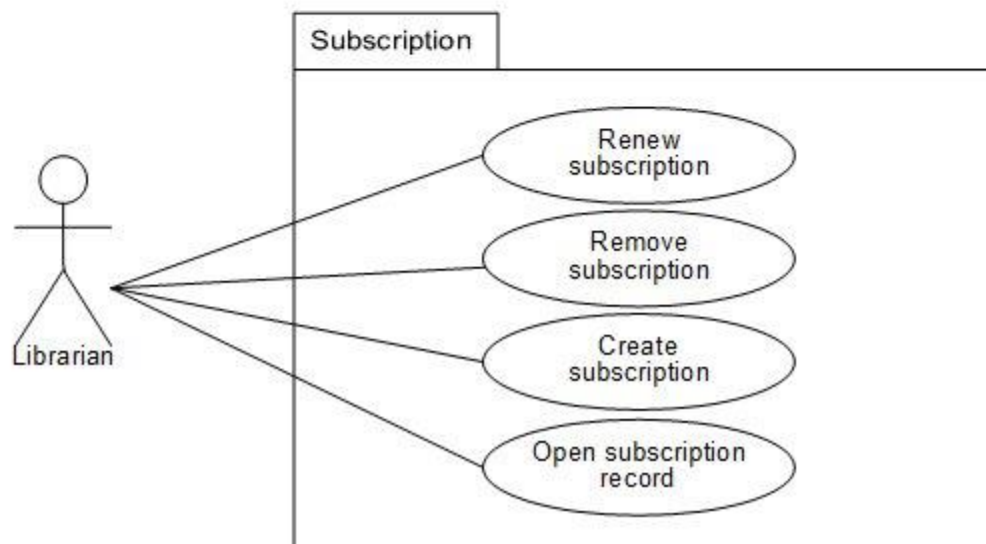 Subscription
Renew
subscription
Remove
subscription
Librarian
Create
subscription
Open subscription
record